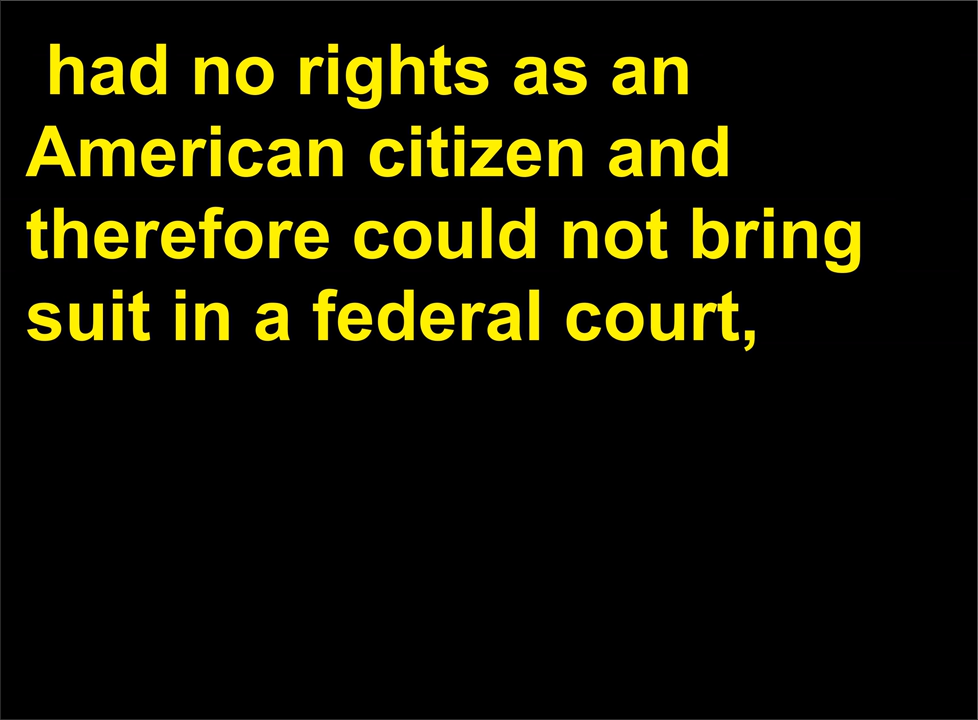 had no rights as an
American citizen and
therefore could not bring
suit in a federal court,